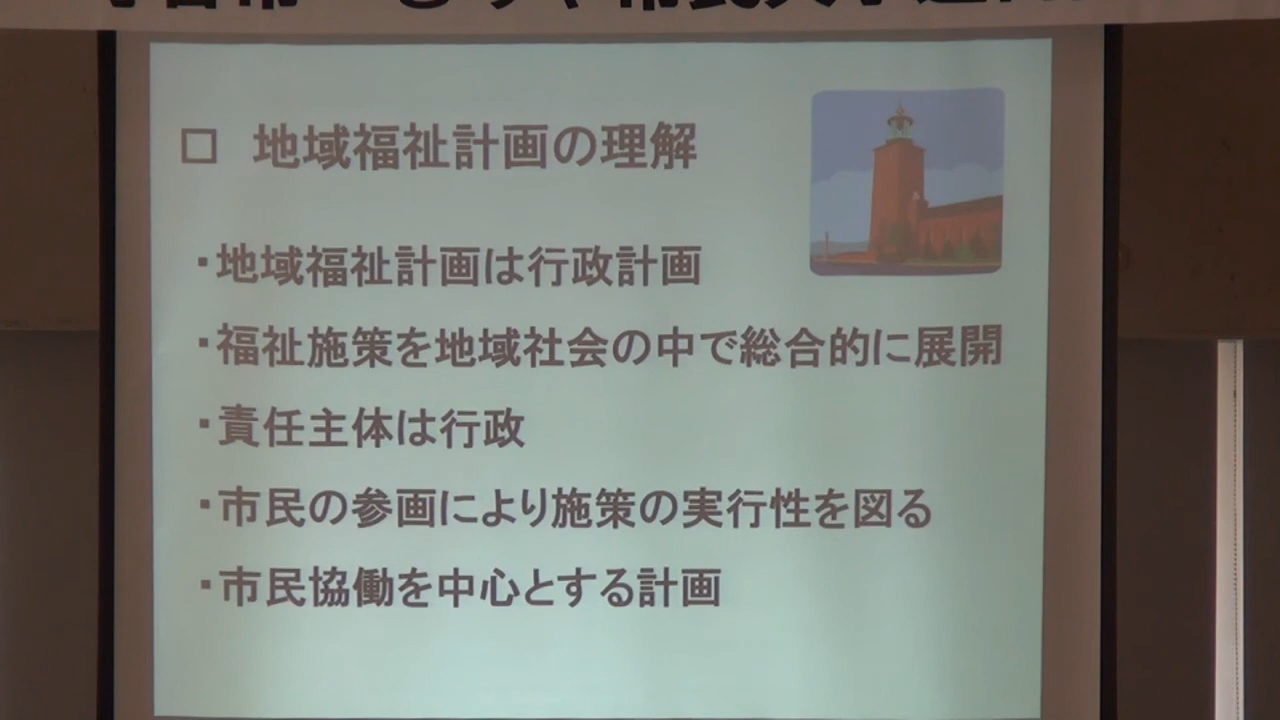 □ 地域福祉計画の理解
・地域福祉計画は行政計画
・福祉施策を地域社会の中で総合的に展開
・責任主体は行政
・市民の参画により施策の実行性を図る
・市民協働を中心とする計画